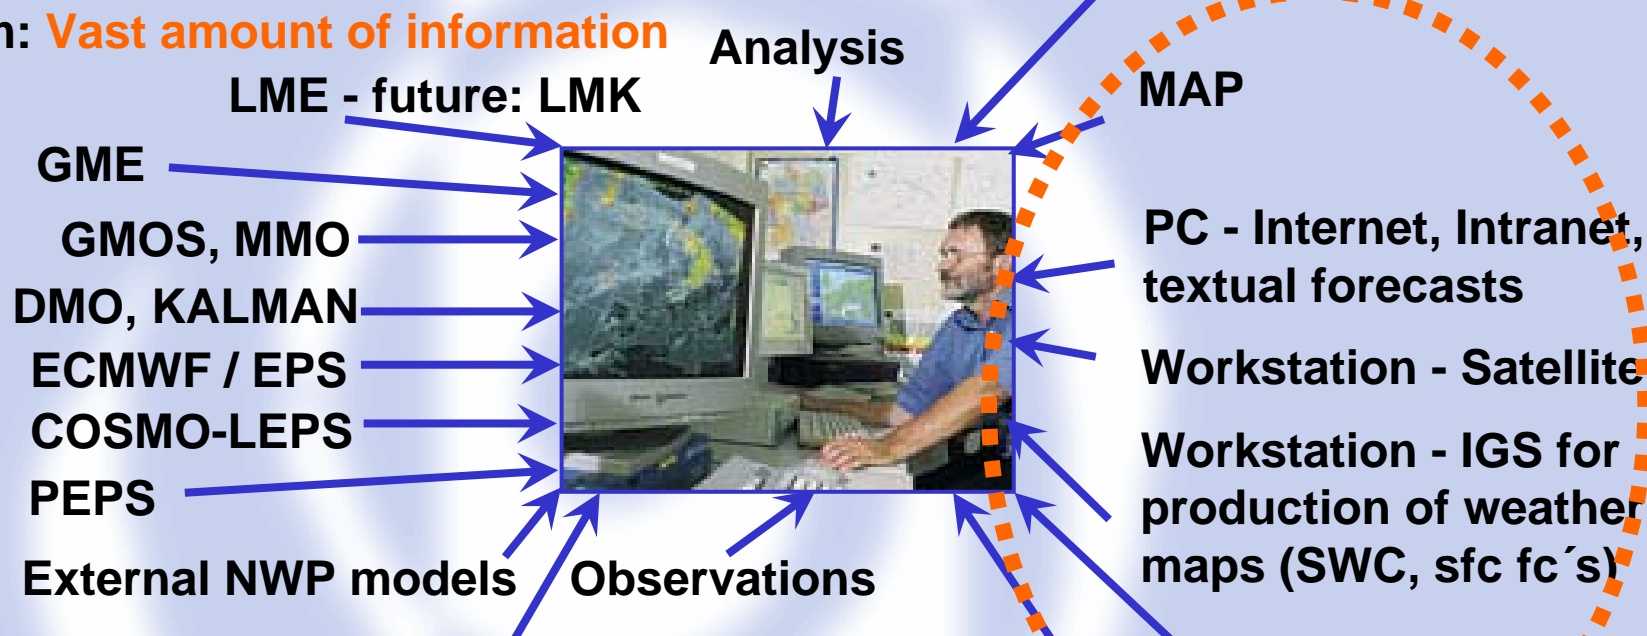 : Vast amount of information
Analysis
LME - future: LMK
MAP
GME
GMOS, MMO
PC - Internet, Intranet,
textual forecasts
DMO, KALMAN
ECMWF / EPS
Workstation - Satellite
COSMO-LEPS
Workstation - IGS for
production of weather
maps (SWC, sfc fc´s)
PEPS
External NWP models
Observations